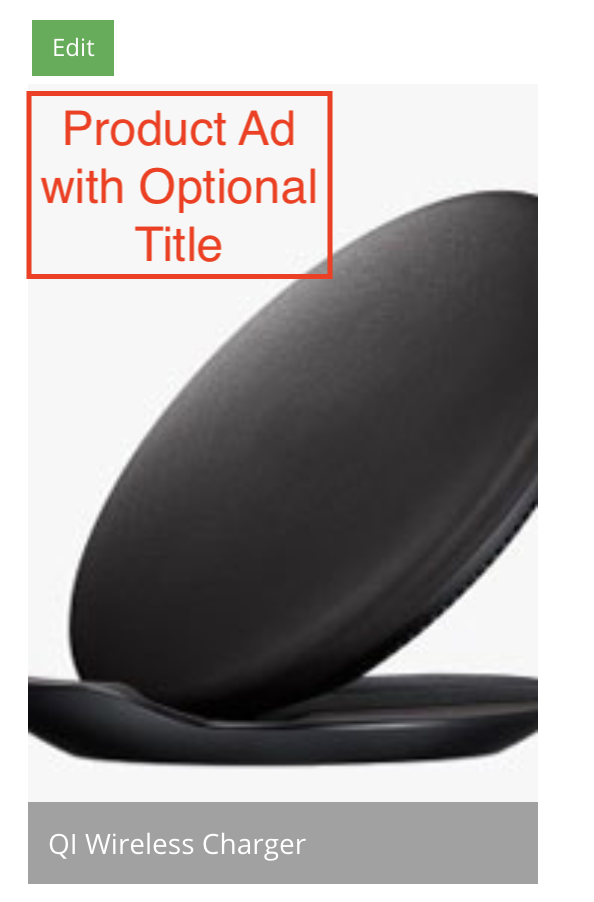 Edit
Product Ad
with Optional
Title
QI Wireless Charger